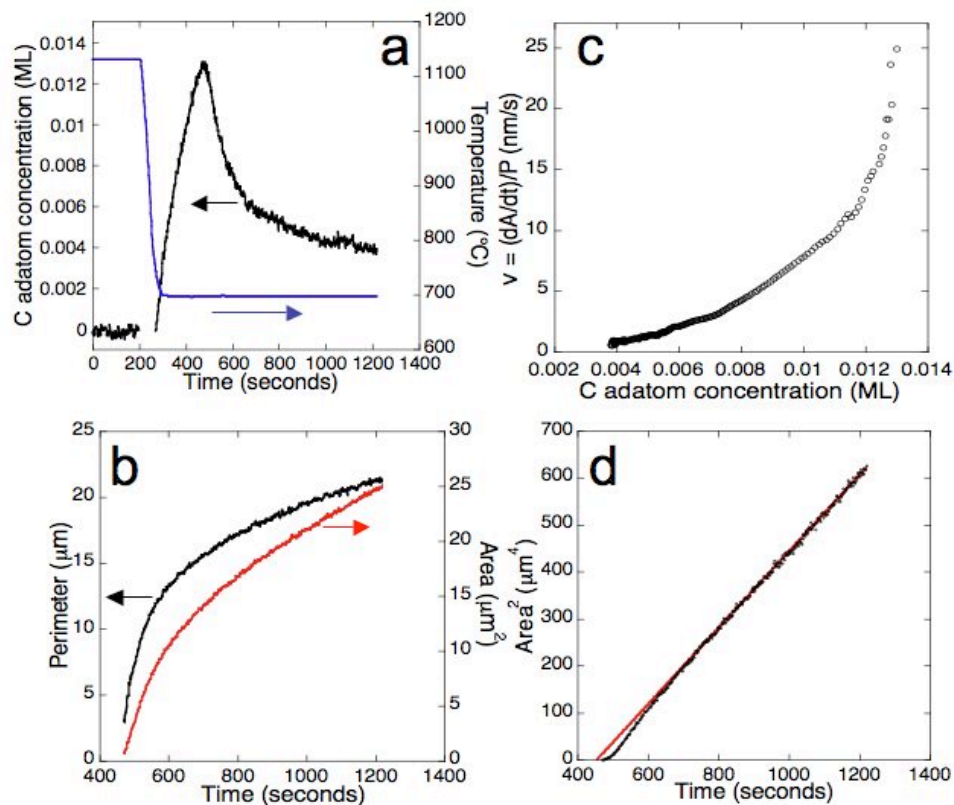 a
C adatom concentration (ML)
0.014
0.012
0.01
0.008
0.006
0.004
0.002
0
0 200 400 600 800 1000 1200 1400
Time (seconds)
1200
1100
1000
900
800
700
600
Temperature (°C)
c
v = (dA/dt)/P (nm/s)
25
20
15
10
5
0
0.002 0.004 0.006 0.008 0.01 0.012 0.014
C adatom concentration (ML)
b
Perimeter (μm)
25
20
15
10
5
0
400 600 800 1000 1200 1400
Time (seconds)
30
25
20
15
10
5
0
Area (μm²)
d
Area² (μm⁴)
700
600
500
400
300
200
100
0
400 600 800 1000 1200 1400
Time (seconds)